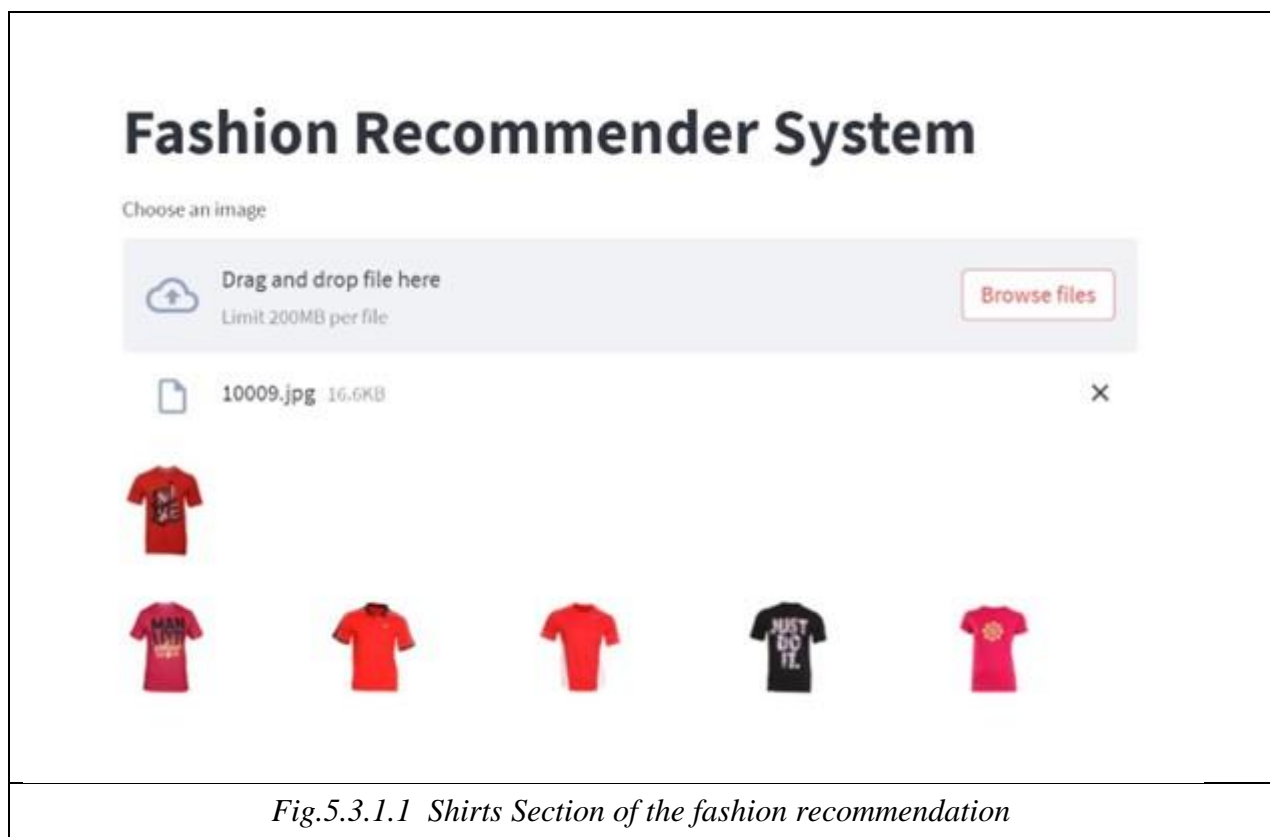 Fashion Recommender System
Choose an image
Drag and drop file here
Limit 200MB per file
Browse files
10009.jpg 16.6KB
MAN
JUST
DO
IT.
Fig.5.3.1.1 Shirts Section of the fashion recommendation